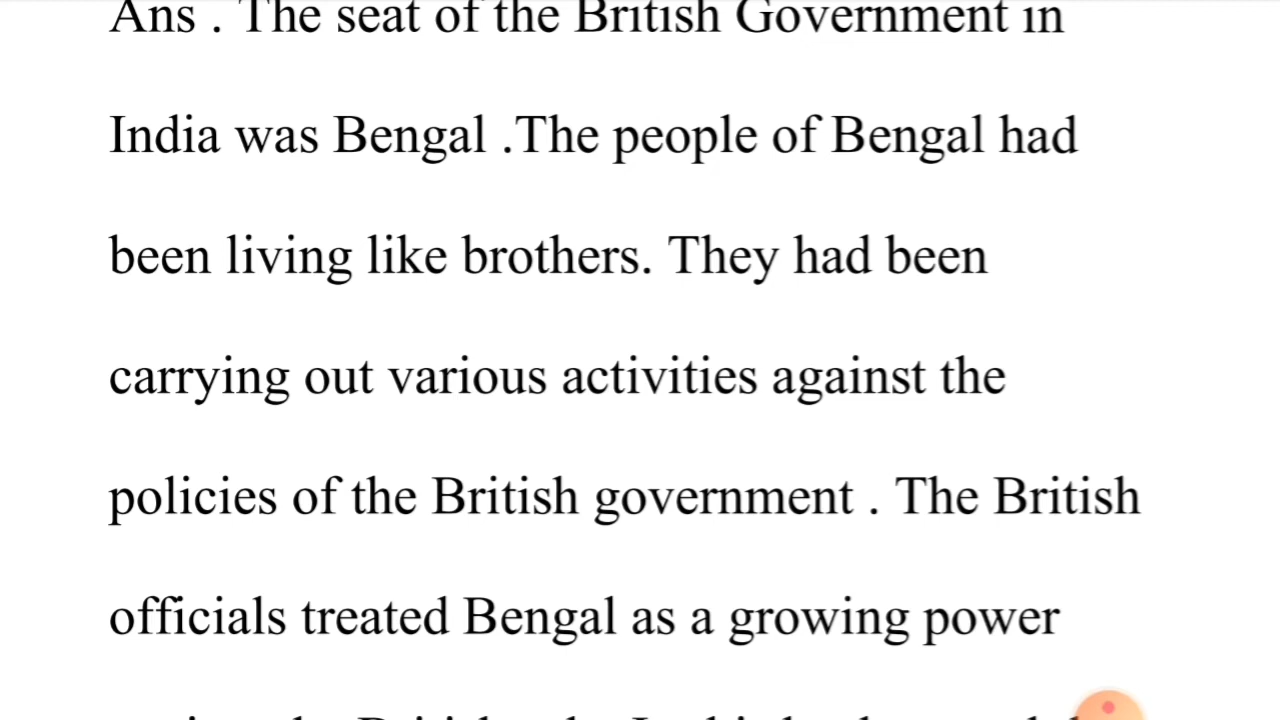 Ans . The seat of the British Government in
India was Bengal .The people of Bengal had
been living like brothers. They had been
carrying out various activities against the
policies of the British government . The British
officials treated Bengal as a growing power